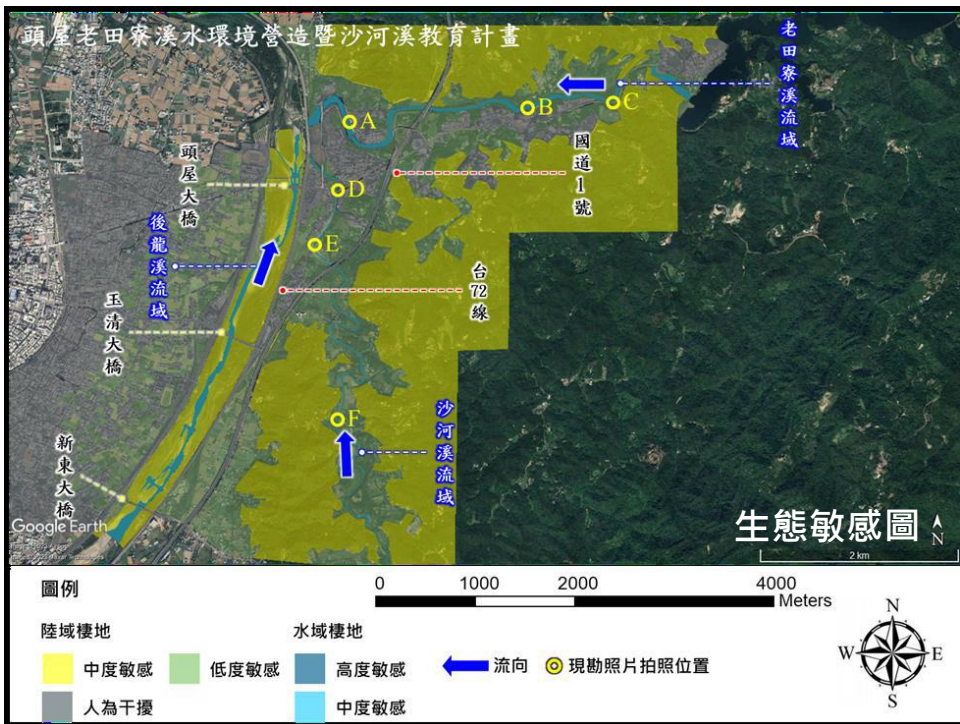 頭屋老田寮溪水環境營造暨沙河溪教育計畫
老田寮溪流域
A
B
C
國道1號
頭屋大橋
D
後龍溪流域
E
台72線
玉清大橋
F
沙河溪流域
新東大橋
Google Earth
生態敏感圖
N
2 km
圖例
0 1000 2000 4000
Meters
陸域棲地
水域棲地
中度敏感
低度敏感
高度敏感
流向
現勘照片拍照位置
人為干擾
中度敏感
N
W
E
S